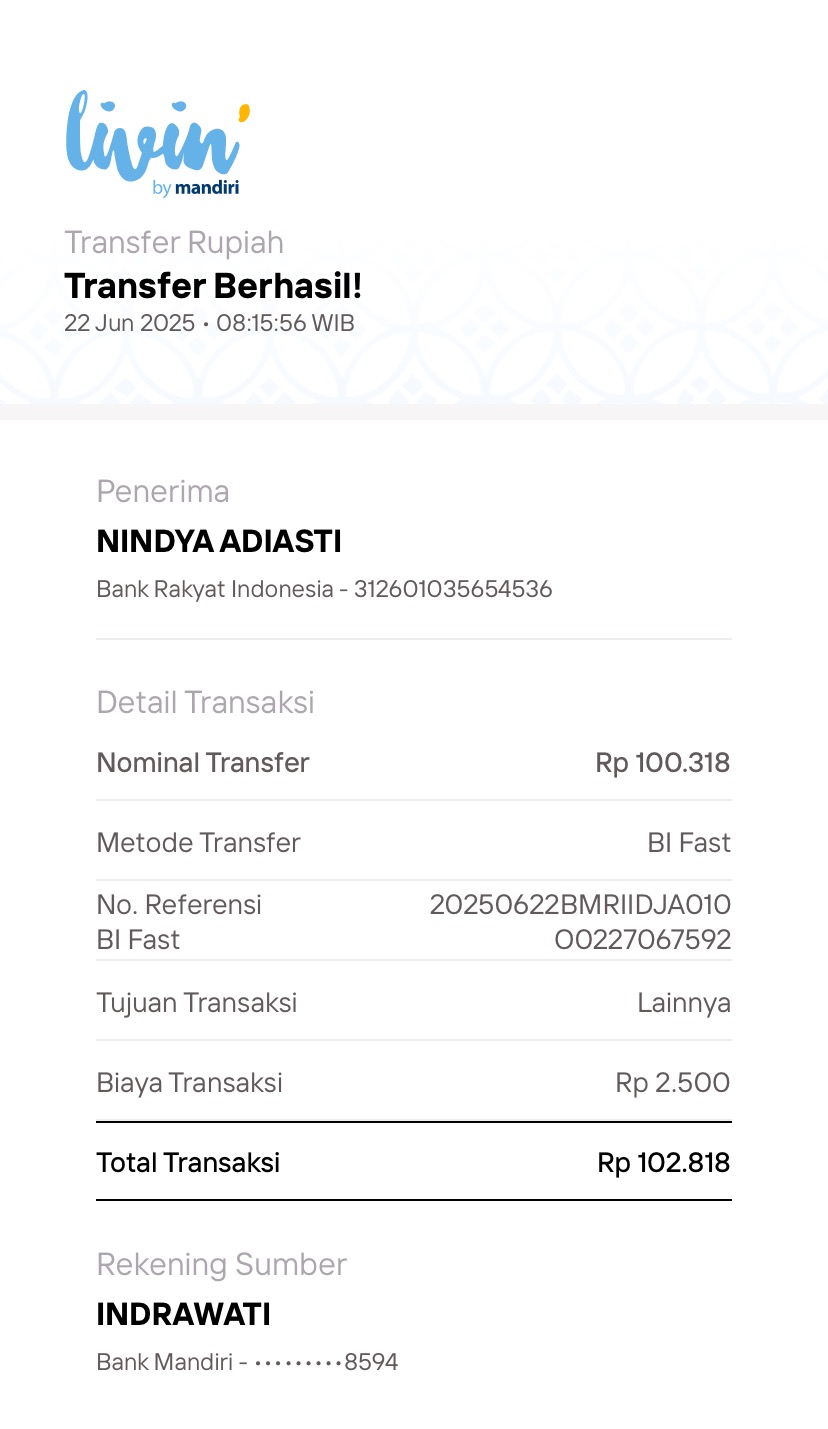 livin'
by mandiri
Transfer Rupiah
Transfer Berhasil!
22 Jun 2025 • 08:15:56 WIB
Penerima
NINDYA ADIASTI
Bank Rakyat Indonesia - 312601035654536
Detail Transaksi
Nominal Transfer Rp 100.318
Metode Transfer BI Fast
No. Referensi 20250622BMRIIDJA010
BI Fast 00227067592
Tujuan Transaksi Lainnya
Biaya Transaksi Rp 2.500
Total Transaksi Rp 102.818
Rekening Sumber
INDRAWATI
Bank Mandiri - •••••••••8594